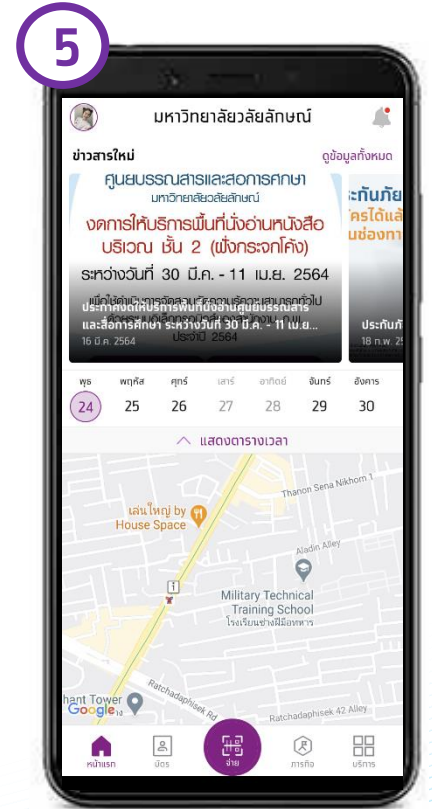 5
มหาวิทยาลัยวลัยลักษณ์
ข่าวสารใหม่
ดูข้อมูลทั้งหมด
ศูนย์บรรณสารและสื่อการศึกษา
มหาวิทยาลัยวลัยลักษณ์
งดการให้บริการพื้นที่นั่งอ่านหนังสือ
บริเวณ ชั้น 2 (ฝั่งกระจกโค้ง)
ระหว่างวันที่ 30 มี.ค. - 11 เม.ย. 2564
ประกาศงดให้บริการพื้นที่นั่งอ่านศูนย์บรรณสาร
และสื่อการศึกษา ระหว่างวันที่ 30 มี.ค. - 11 เม.ย...
16 มี.ค. 2564
ประจำปี 2564
18 ก.พ. 25
พุธ พฤหัส ศุกร์ เสาร์ อาทิตย์ จันทร์ อังคาร
24 25 26 27 28 29 30
แสดงตารางเวลา
Thanon Sena Nikhom 1
เล่นใหญ่ by
House Space
Aladin Alley
1
Military Technical
Training School
โรงเรียนช่างฝีมือทหาร
Ratchadaphisek Rd
hant Tower
Google
Ratchadaphisek 42 Alley
หน้าแรก
บัตร
จ่าย
ภารกิจ
บริการ